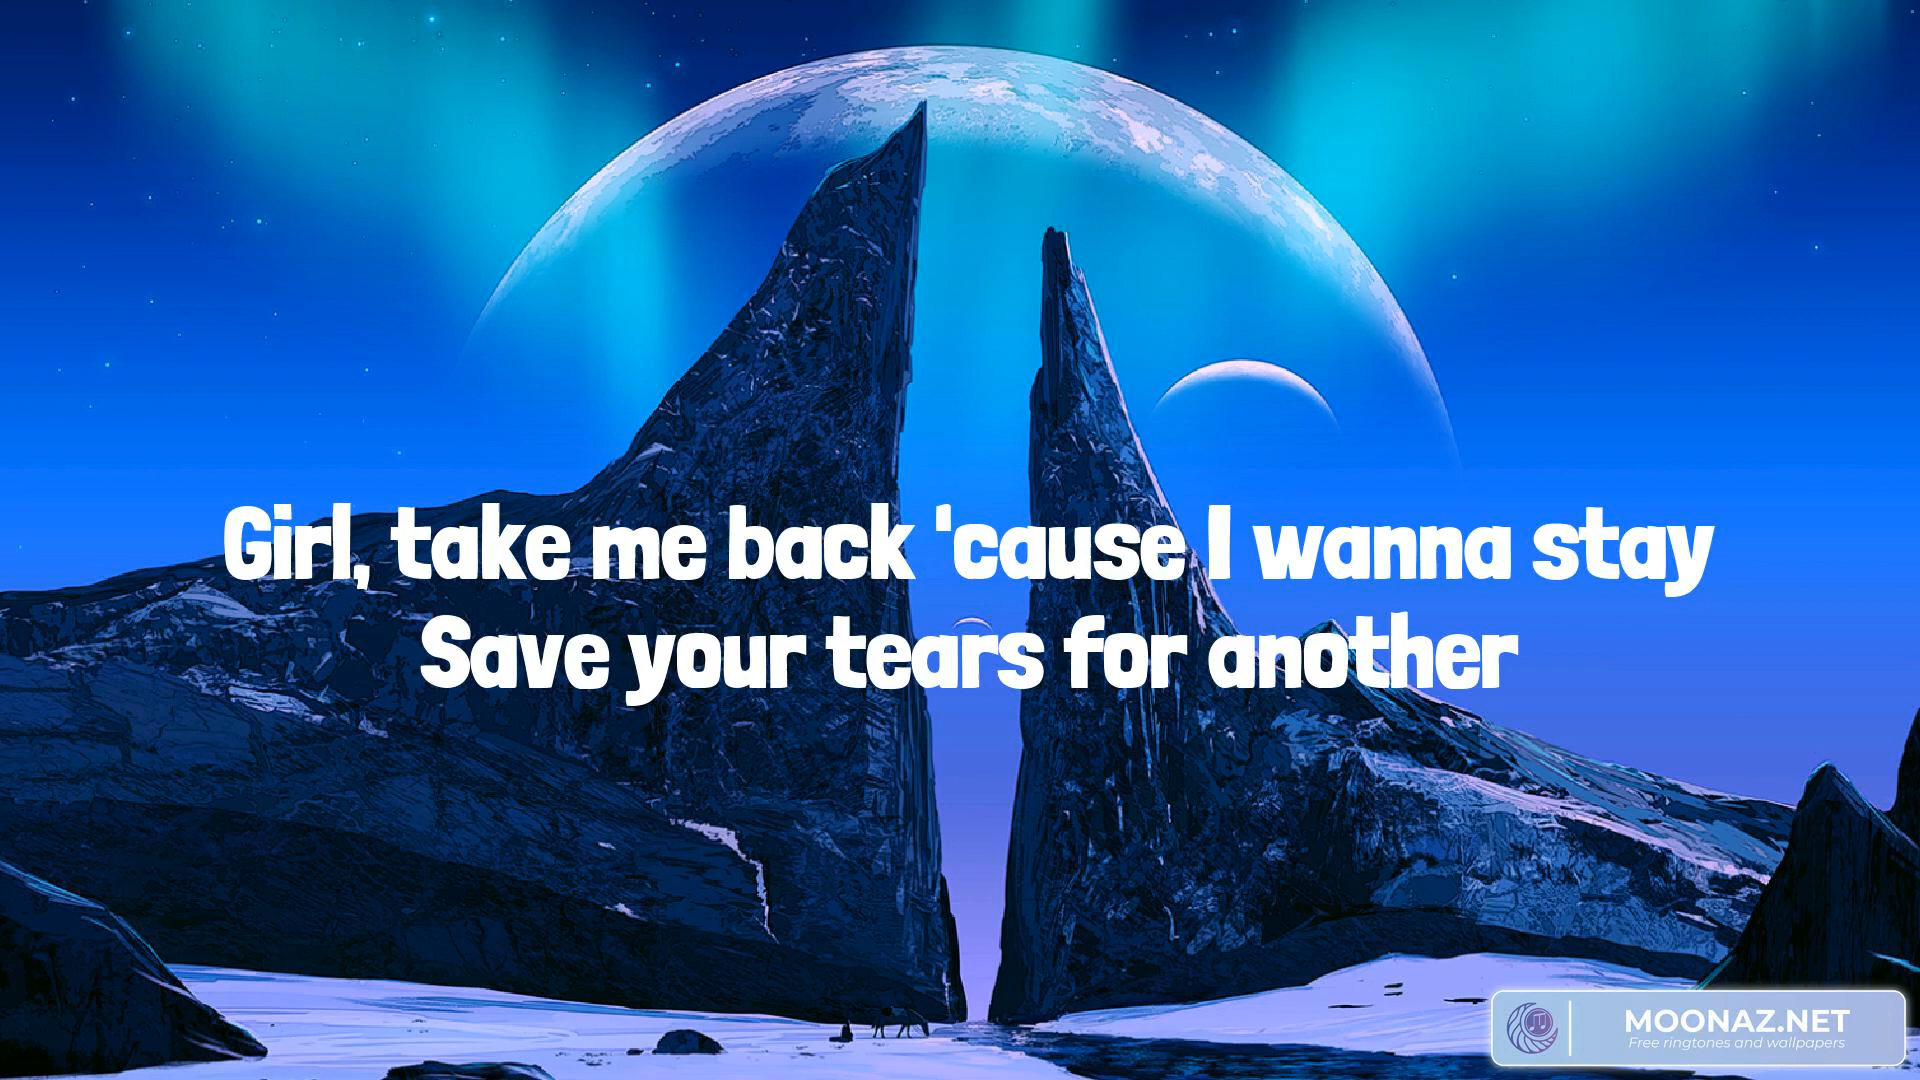 Girl, take me back 'cause I wanna stay
Save your tears for another
MOONAZ.NET
Free ringtones and wallpapers